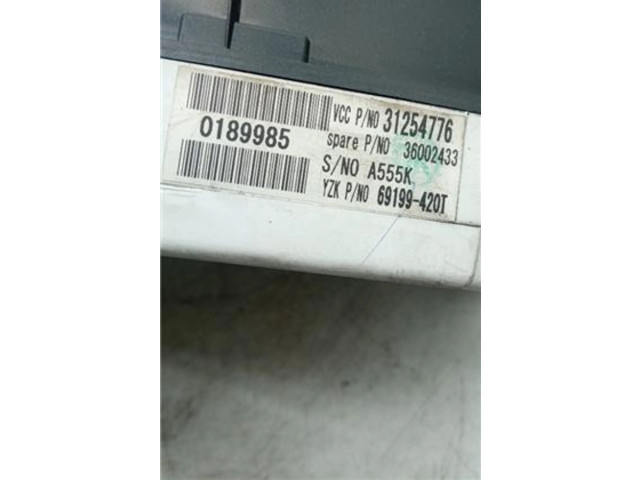 0189985
VCC P/NO 31254776
spare P/NO 36002433
S/NO A555K
YZK P/NO 69199-420T